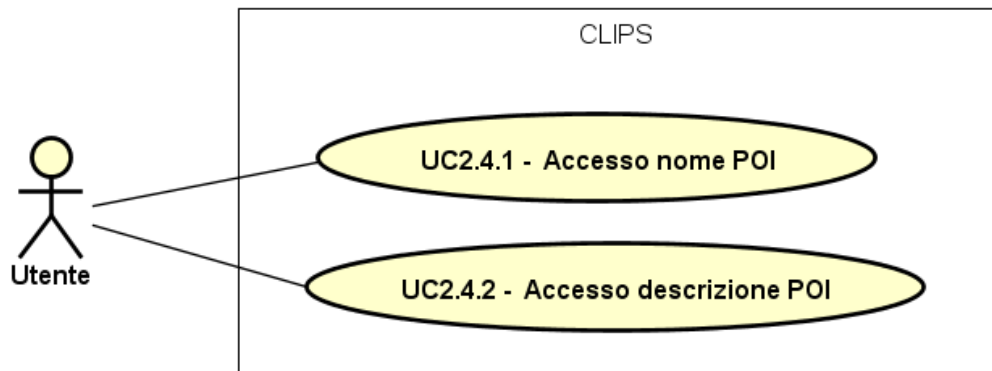 CLIPS
UC2.4.1 -  Accesso nome POI
Utente
UC2.4.2 -  Accesso descrizione POI